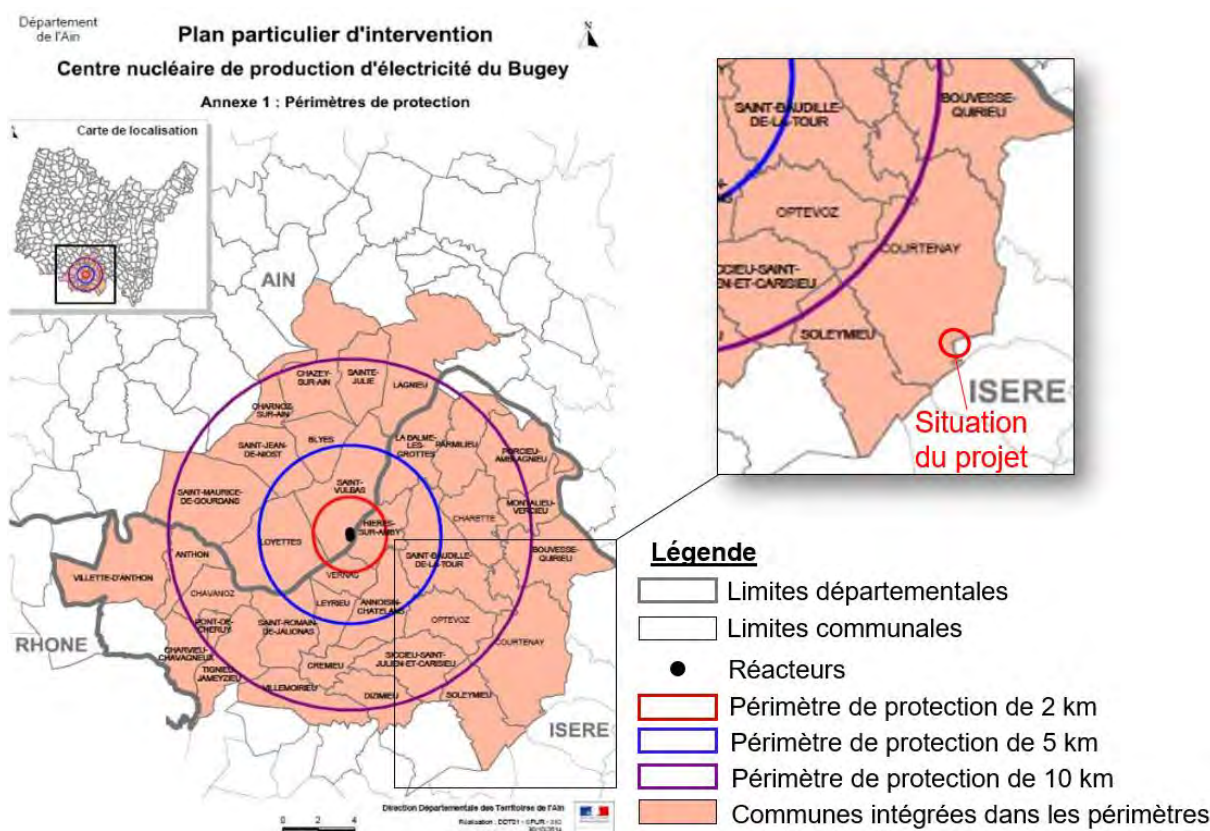 Département
de l'Ain
Plan particulier d'intervention
N
Centre nucléaire de production d'électricité du Bugey
Annexe 1 : Périmètres de protection
Carte de localisation
AIN
CHAZEY-
SUR-AIN
SAINTE-
JULIE
LAGNIEU
CHARNOZ-
SUR-AIN
BLYES
SAINT-JEAN-
DE-NIOST
LA BALME-
LES-
GROTTES
PARMILIEU
PORCIEU-
AMBLAGNIEU
SAINT-MAURICE-
DE-GOURDANS
SAINT-
VULBAS
MONTALIEU-
VERCIEU
HIERES-
SUR-AMBY
CHARETTE
LOYETTES
ANTHON
SAINT-BAUDILLE-
DE-LA-TOUR
BOUVESSE-
QUIRIEU
VILLETTE-D'ANTHON
VERNAS
CHAVANOZ
LEYRIEU
ANNOISIN-
CHATELANS
OPTEVOZ
PONT-DE-
CHERUY
SAINT-ROMAIN-
DE-JALIONAS
COURTENAY
RHONE
CHARVIEU-
CHAVAGNEUX
SICCIEU-SAINT-
JULIEN-ET-CARISIEU
CREMIEU
TIGNIEU
JAMEYZIEU
VILLEMOIRIEU
DIZIMIEU
SOLEYMIEU
ISERE
Direction Départementale des Territoires de l'Ain
0 2 4
SAINT-BAUDILLE-
DE-LA-TOUR
BOUVESSE-
QUIRIEU
OPTEVOZ
COURTENAY
CCIEU-SAINT-
EN-ET-CARISIEU
SOLEYMIEU
ISERE
Situation
du projet
Légende
Limites départementales
Limites communales
Réacteurs
Périmètre de protection de 2 km
Périmètre de protection de 5 km
Périmètre de protection de 10 km
Communes intégrées dans les périmètres